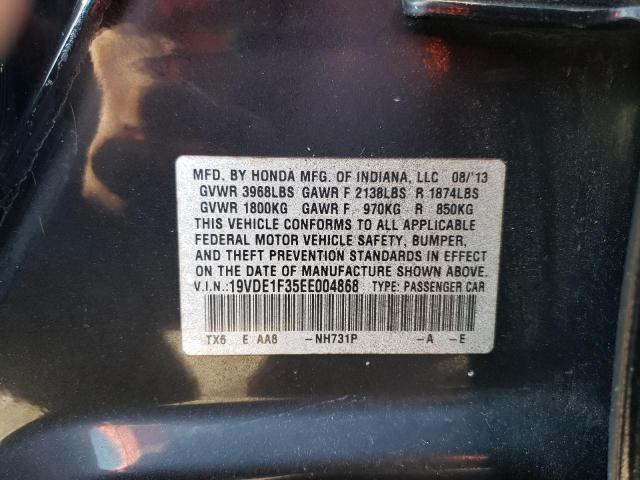 MFD. BY HONDA MFG. OF INDIANA, LLC 08/'13
GVWR 3968LBS GAWR F 2138LBS R 1874LBS
GVWR 1800KG GAWR F 970KG R 850KG
THIS VEHICLE CONFORMS TO ALL APPLICABLE
FEDERAL MOTOR VEHICLE SAFETY, BUMPER,
AND THEFT PREVENTION STANDARDS IN EFFECT
ON THE DATE OF MANUFACTURE SHOWN ABOVE.
V.I.N.:19VDE1F35EE004868 TYPE: PASSENGER CAR
TX6 E AA8 -NH731P -A -E